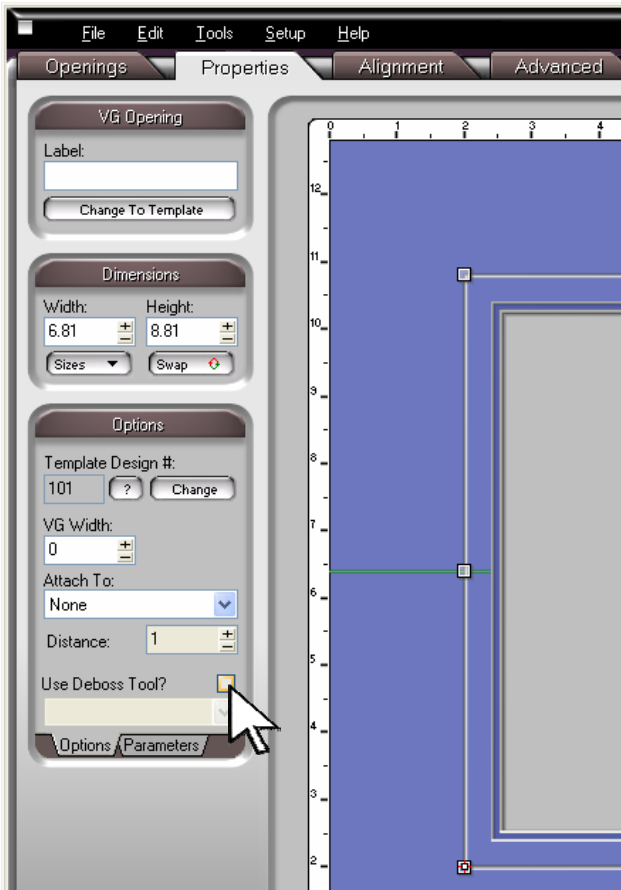 File Edit Tools Setup Help
Openings Properties Alignment Advanced
VG Opening
Label:
Change To Template
Dimensions
Width: Height:
6.81 8.81
Sizes Swap
Options
Template Design #:
101 ? Change
VG Width:
0
Attach To:
None
Distance: 1
Use Deboss Tool?
Options Parameters
0 1 2 3 4
12
11
10
9
8
7
6
5
4
3
2